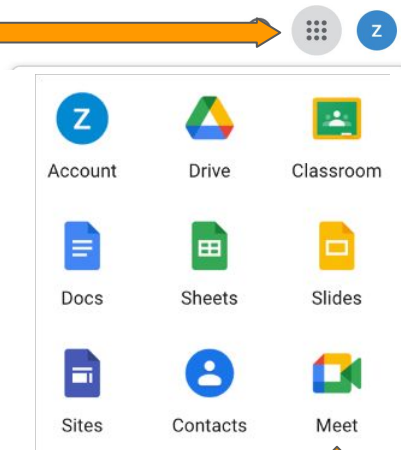 Z
Z
Account Drive Classroom
Docs Sheets Slides
Sites Contacts Meet